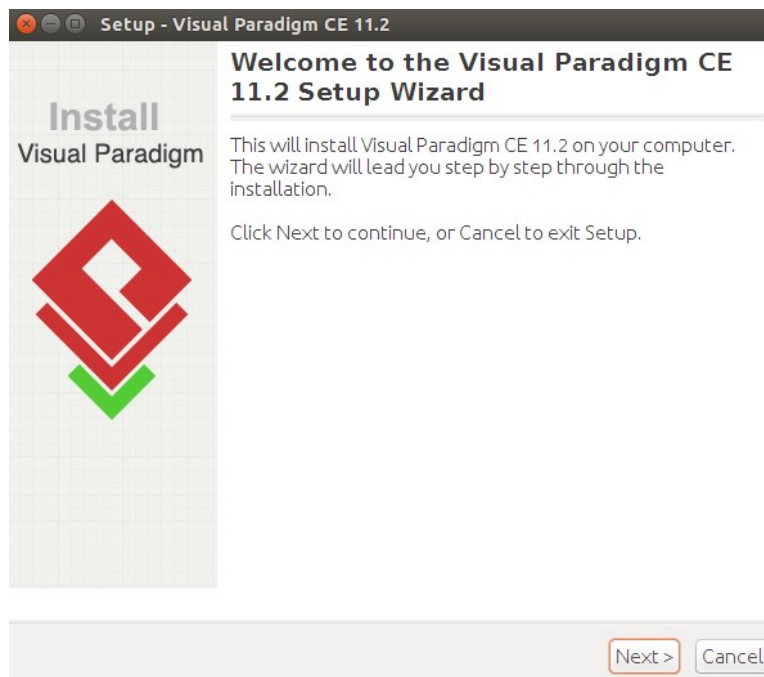 Setup - Visual Paradigm CE 11.2
Install
Visual Paradigm
Welcome to the Visual Paradigm CE
11.2 Setup Wizard
This will install Visual Paradigm CE 11.2 on your computer.
The wizard will lead you step by step through the
installation.
Click Next to continue, or Cancel to exit Setup.
Next >
Cancel